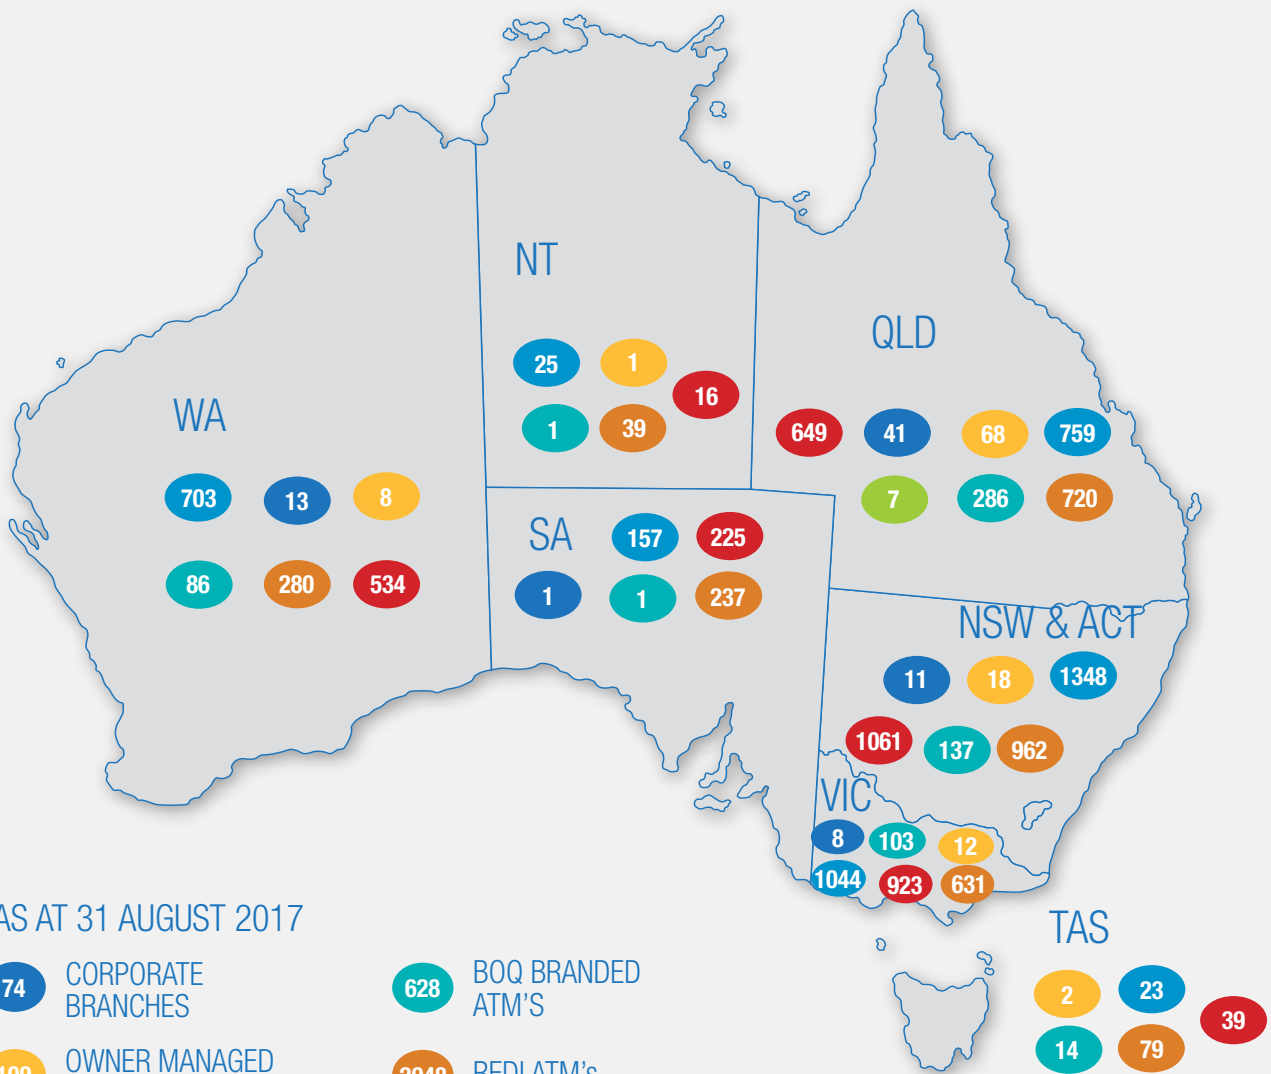 NT
25 1
16
1 39
QLD
649 41 68 759
7 286 720
WA
703 13 8
86 280 534
SA 157 225
1 1 237
NSW & ACT
11 18 1348
1061 137 962
VIC
8 103 12
1044 923 631
TAS
2 23
39
14 79
AS AT 31 AUGUST 2017
74 CORPORATE
BRANCHES
628 BOQ BRANDED
ATM'S
OWNER MANAGED
REDI ATM's